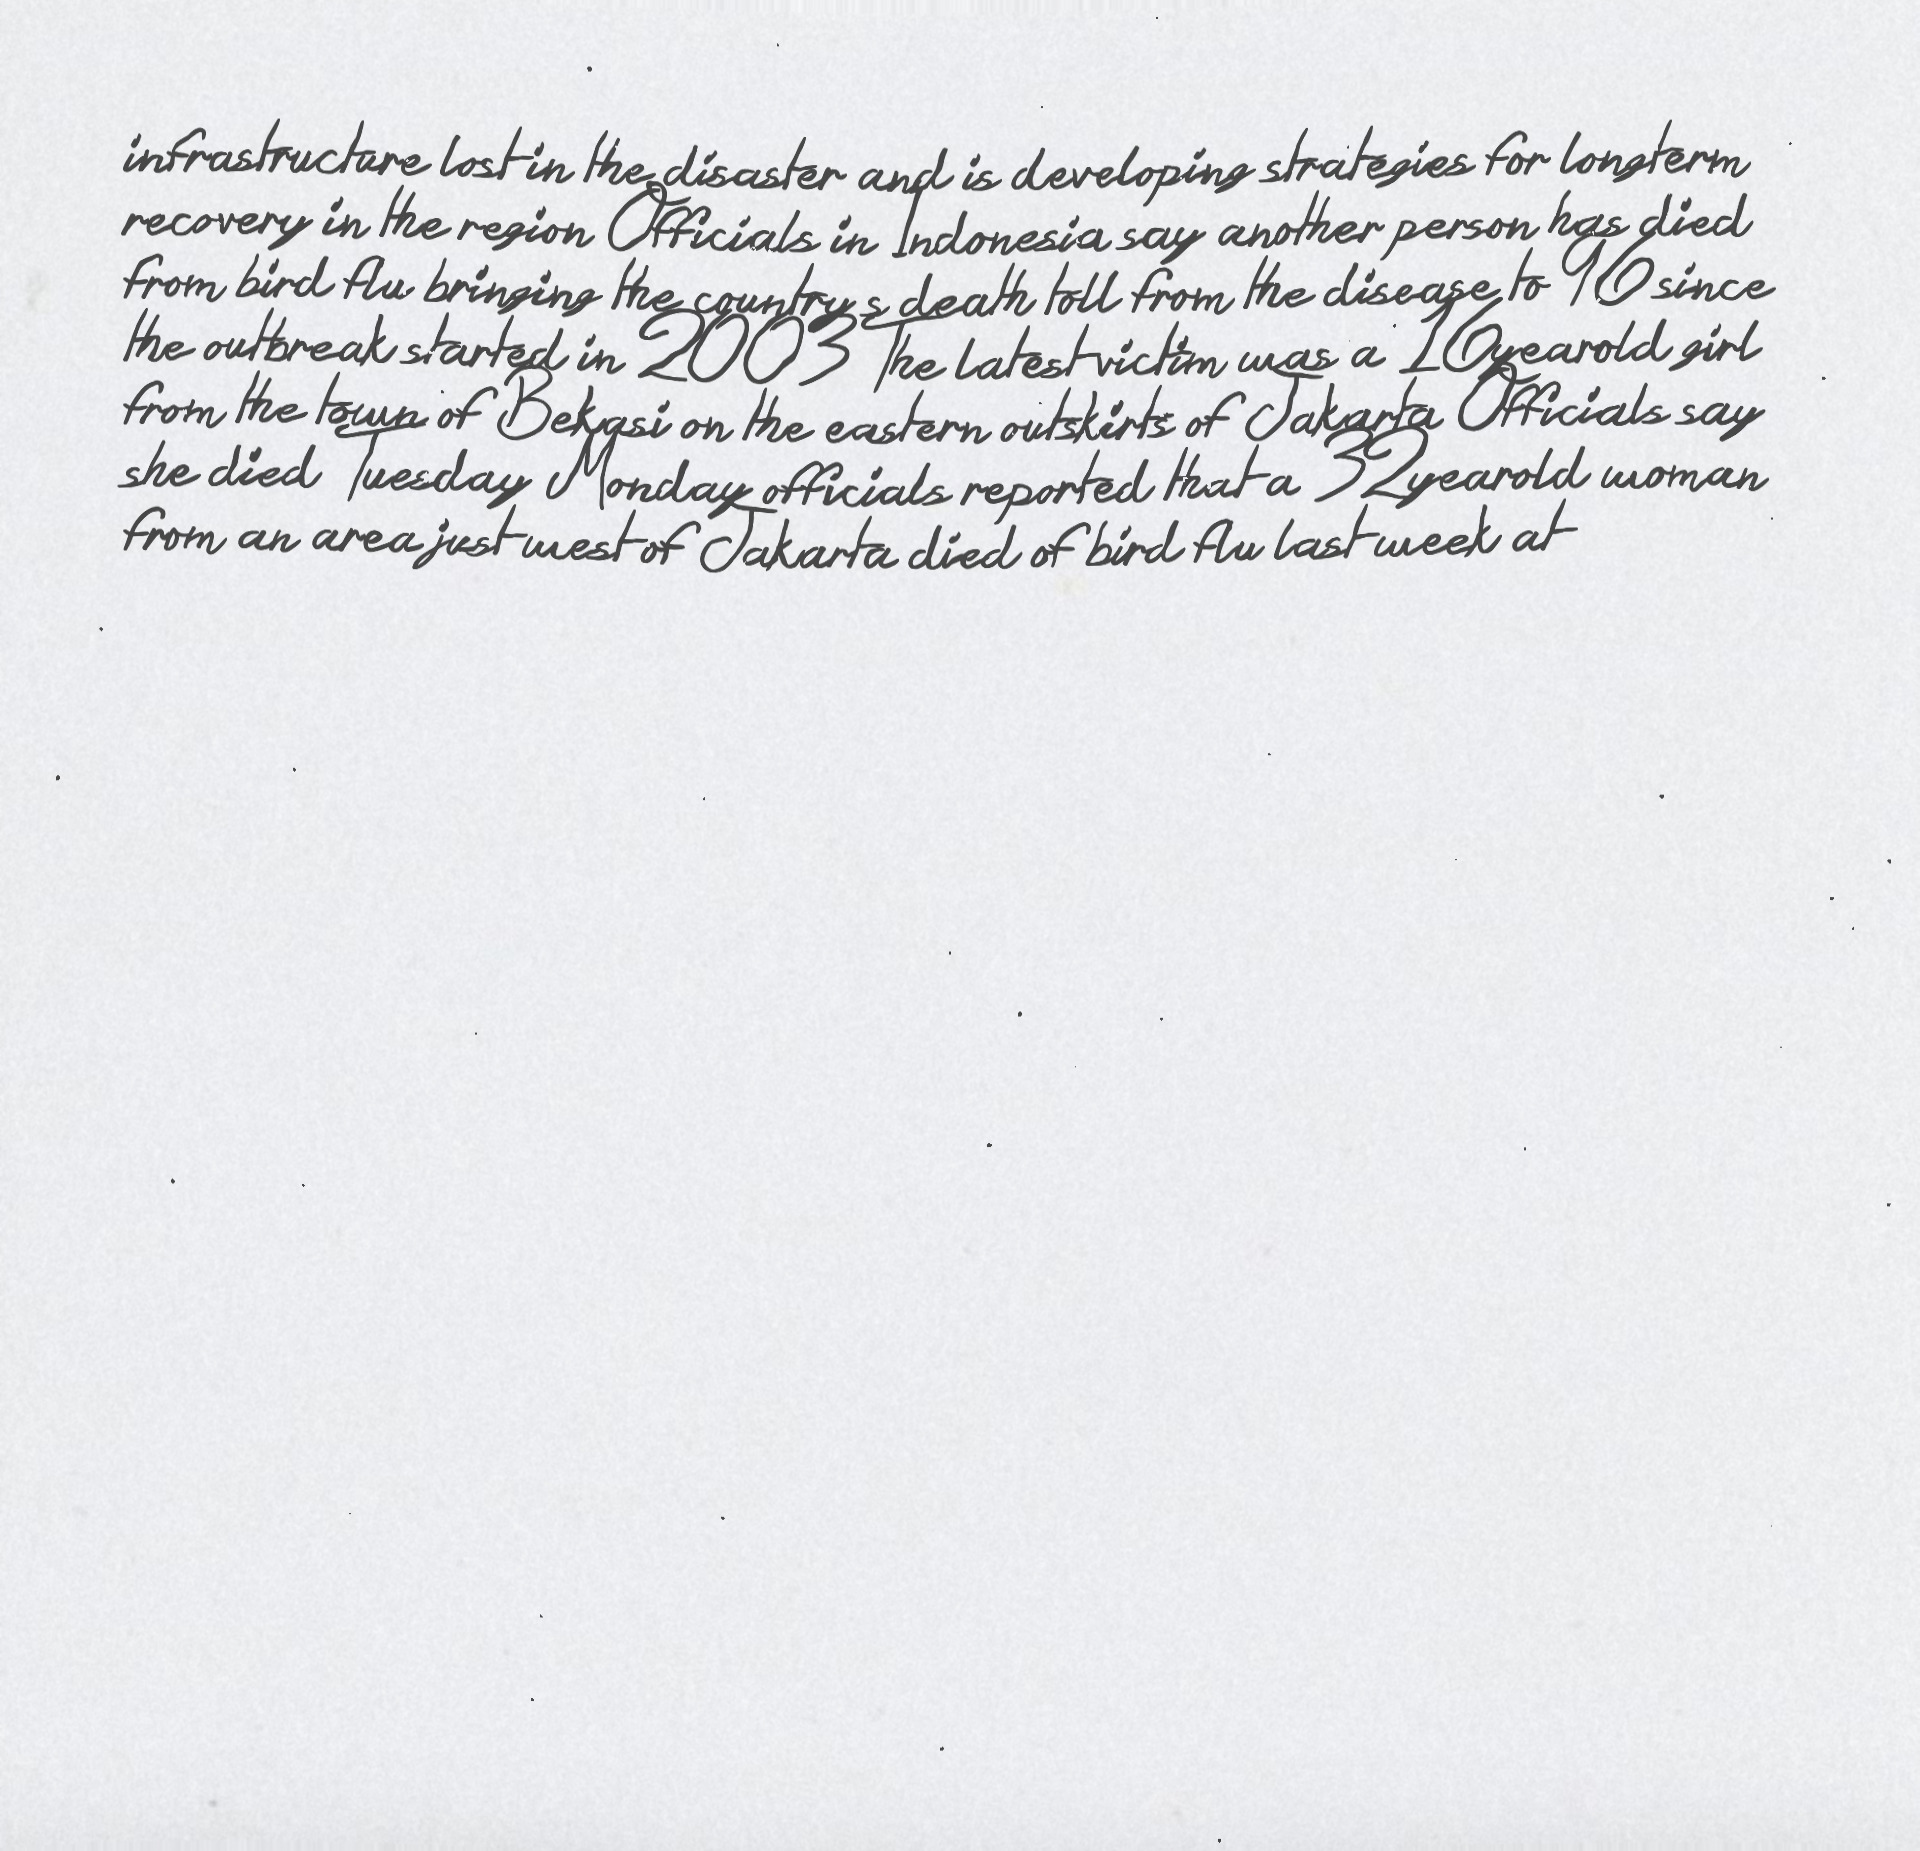 infrastructure lost in the disaster and is developing strategies for longterm
recovery in the region Officials in Indonesia say another person has died
from bird flu bringing the country s death toll from the disease to 96 since
the outbreak started in 2003 The latest victim was a 16yearold girl
from the town of Bekasi on the eastern outskirts of Jakarta Officials say
she died Tuesday Monday officials reported that a 32yearold woman
from an area just west of Jakarta died of bird flu last week at